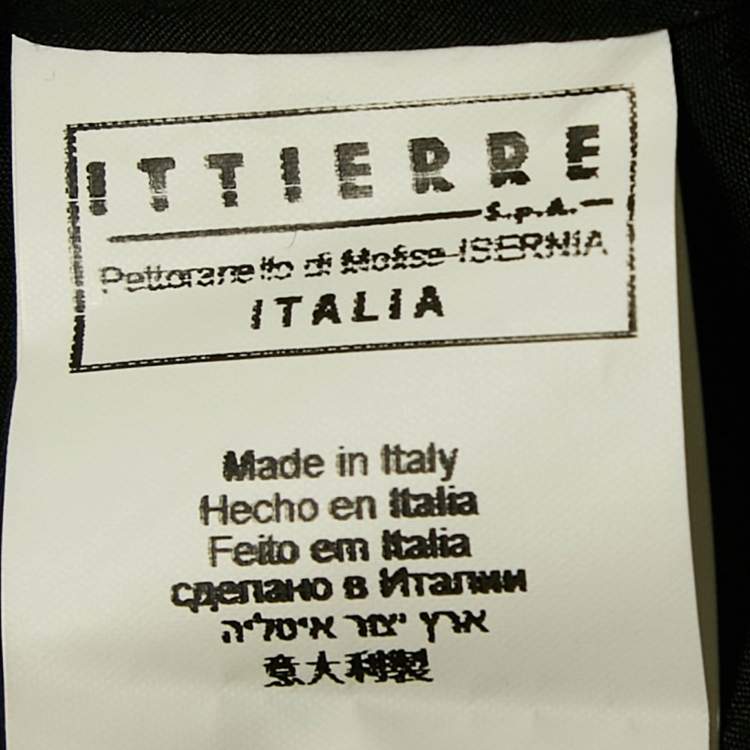 ITTIERRE
S.p.A.
Pettoranello di Molise-ISERNIA
ITALIA
Made in Italy
Hecho en Italia
Feito em Italia
сделано в Италии
ארץ יצור איטליה
意大利製